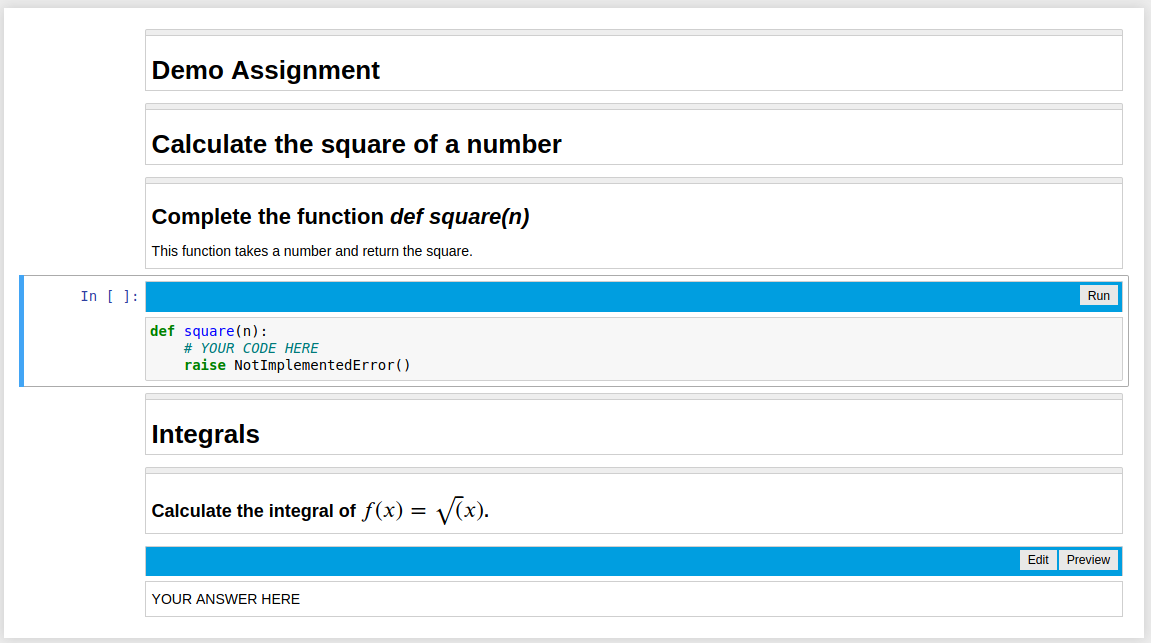 Demo Assignment
Calculate the square of a number
Complete the function def square(n)
This function takes a number and return the square.
In [ ]:
Run
def square(n):
    # YOUR CODE HERE
    raise NotImplementedError()
Integrals
Calculate the integral of f(x) = √(x).
Edit Preview
YOUR ANSWER HERE